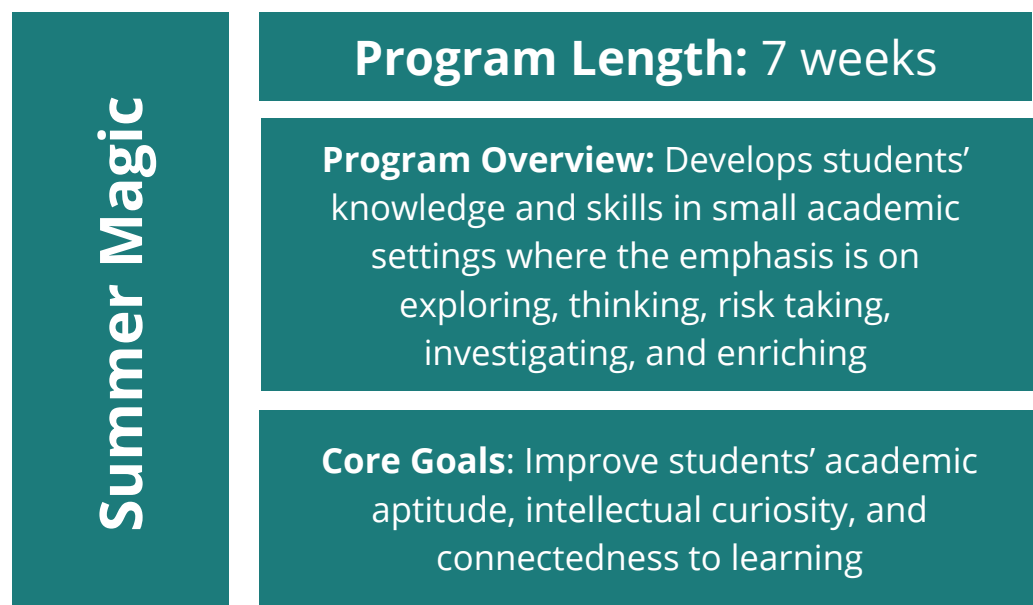 Summer Magic
Program Length: 7 weeks
Program Overview: Develops students’
knowledge and skills in small academic
settings where the emphasis is on
exploring, thinking, risk taking,
investigating, and enriching
Core Goals: Improve students’ academic
aptitude, intellectual curiosity, and
connectedness to learning